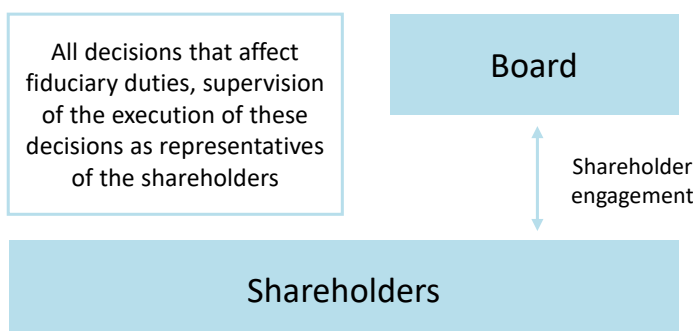 All decisions that affect
fiduciary duties, supervision
of the execution of these
decisions as representatives
of the shareholders
Board
Shareholder
engagement
Shareholders